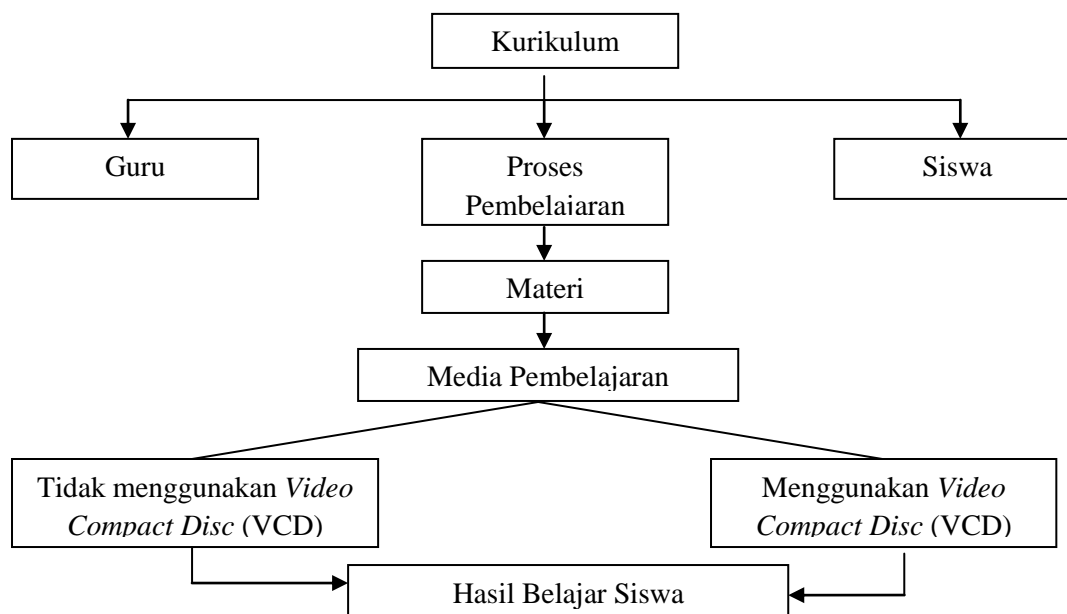 Kurikulum
Guru
Proses
Pembelajaran
Siswa
Materi
Media Pembelajaran
Tidak menggunakan Video
Compact Disc (VCD)
Menggunakan Video
Compact Disc (VCD)
Hasil Belajar Siswa